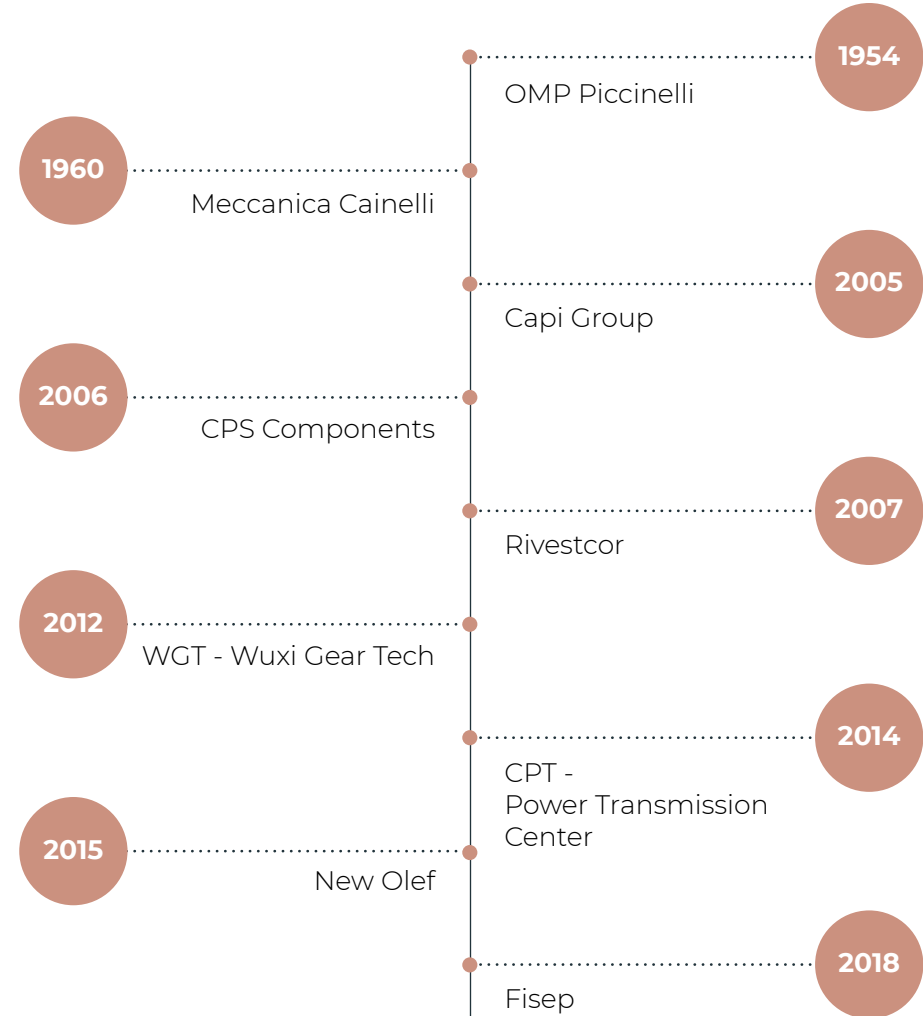 1954
OMP Piccinelli
1960
Meccanica Cainelli
2005
Capi Group
2006
CPS Components
2007
Rivestcor
2012
WGT - Wuxi Gear Tech
2014
CPT -
Power Transmission
Center
2015
New Olef
2018
Fisep